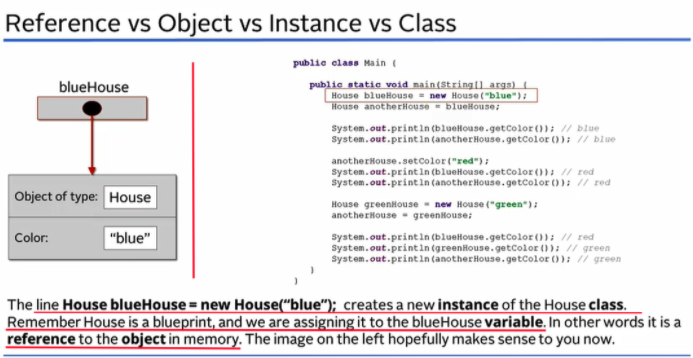 Reference vs Object vs Instance vs Class
blueHouse
Object of type: House
Color: “blue”
public class Main {
public static void main(String[] args) {
House blueHouse = new House("blue");
House anotherHouse = blueHouse;
System.out.println(blueHouse.getColor()); // blue
System.out.println(anotherHouse.getColor()); // blue
anotherHouse.setColor("red");
System.out.println(blueHouse.getColor()); // red
System.out.println(anotherHouse.getColor()); // red
House greenHouse = new House("green");
anotherHouse = greenHouse;
System.out.println(blueHouse.getColor()); // red
System.out.println(greenHouse.getColor()); // green
System.out.println(anotherHouse.getColor()); // green
}
}
The line House blueHouse = new House(“blue”); creates a new instance of the House class.
Remember House is a blueprint, and we are assigning it to the blueHouse variable. In other words it is a
reference to the object in memory. The image on the left hopefully makes sense to you now.